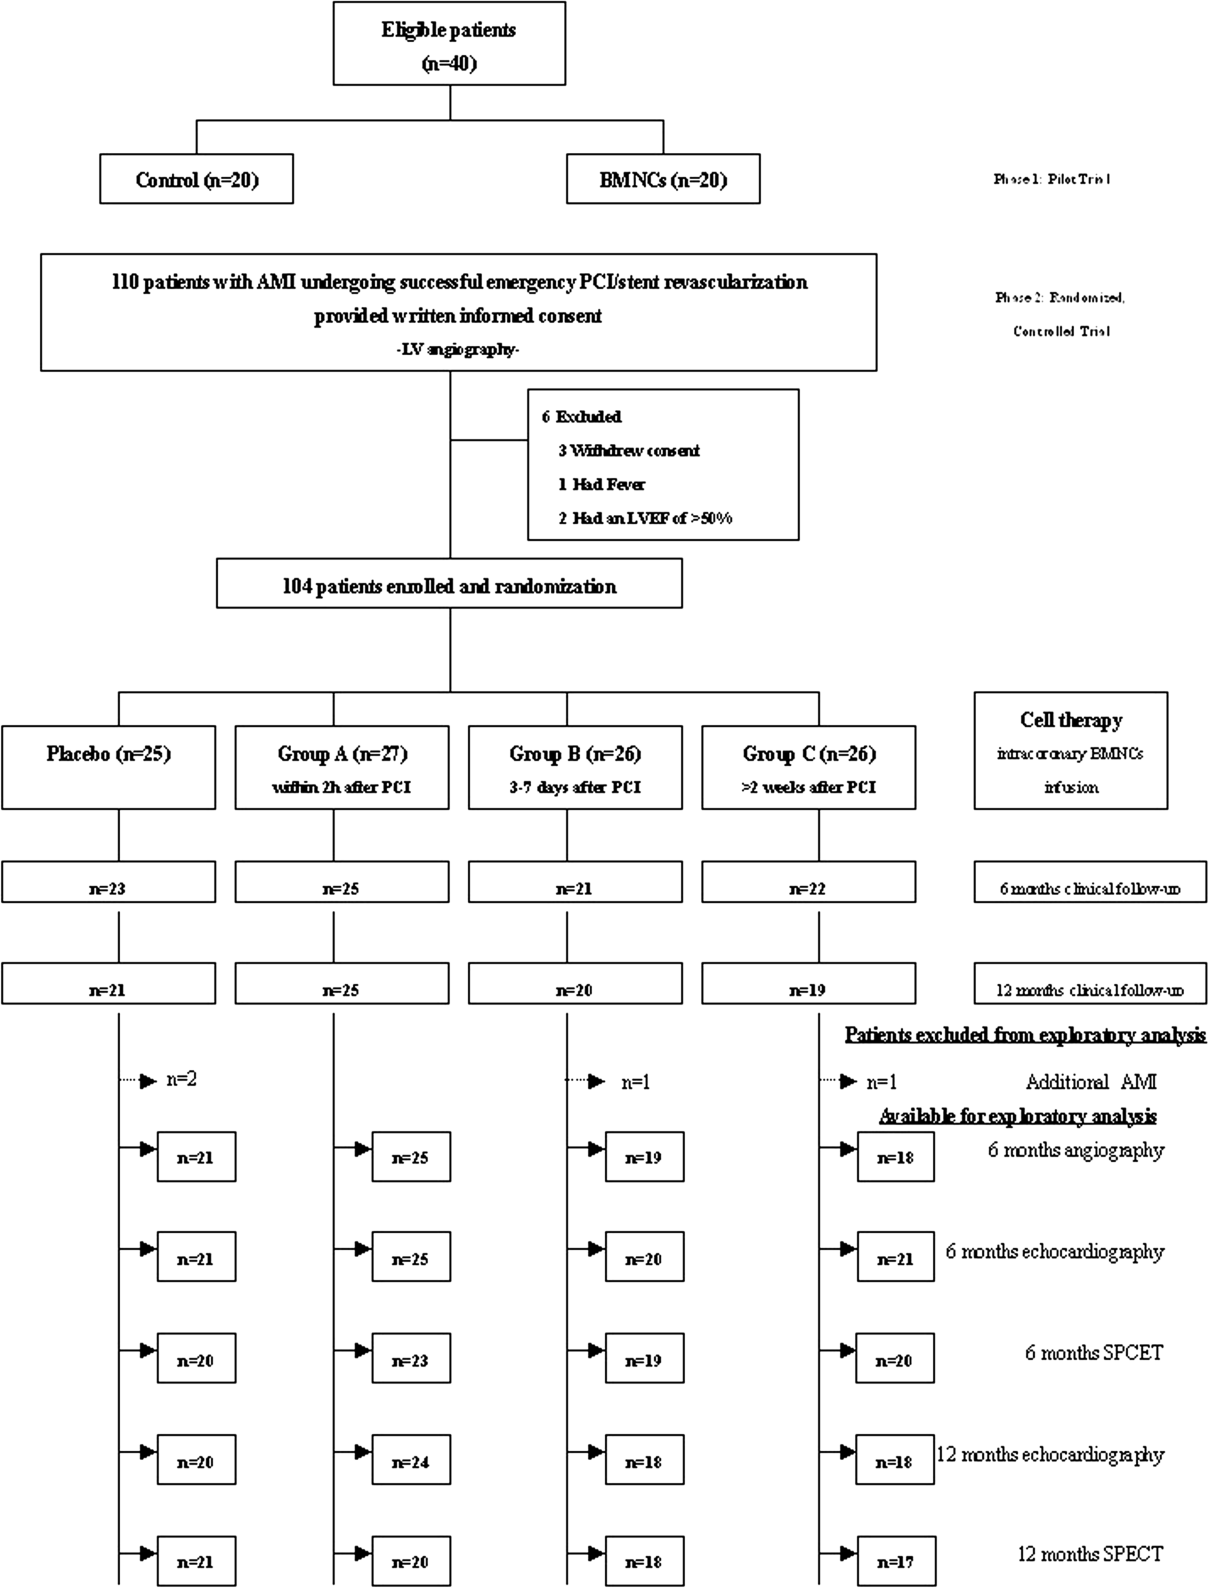 Eligible patients
(n=40)
Control (n=20)
BMNCs (n=20)
Phase 1: Pilot Trial
110 patients with AMI undergoing successful emergency PCI/stent revascularization
provided written informed consent
-LV angiography-
Phase 2: Randomized,
Controlled Trial
6 Excluded
3 Withdrew consent
1 Had Fever
2 Had an LVEF of >50%
104 patients enrolled and randomization
Placebo (n=25)
Group A (n=27)
within 2h after PCI
Group B (n=26)
3-7 days after PCI
Group C (n=26)
>2 weeks after PCI
Cell therapy
intracoronary BMNCs
infusion
n=23
n=25
n=21
n=22
6 months clinical follow-up
n=21
n=25
n=20
n=19
12 months clinical follow-up
Patients excluded from exploratory analysis
n=2
n=1
n=1
Additional AMI
Available for exploratory analysis
n=21
n=25
n=19
n=18
6 months angiography
n=21
n=25
n=20
n=21
6 months echocardiography
n=20
n=23
n=19
n=20
6 months SPCET
n=20
n=24
n=18
n=18
12 months echocardiography
n=21
n=20
n=18
n=17
12 months SPECT